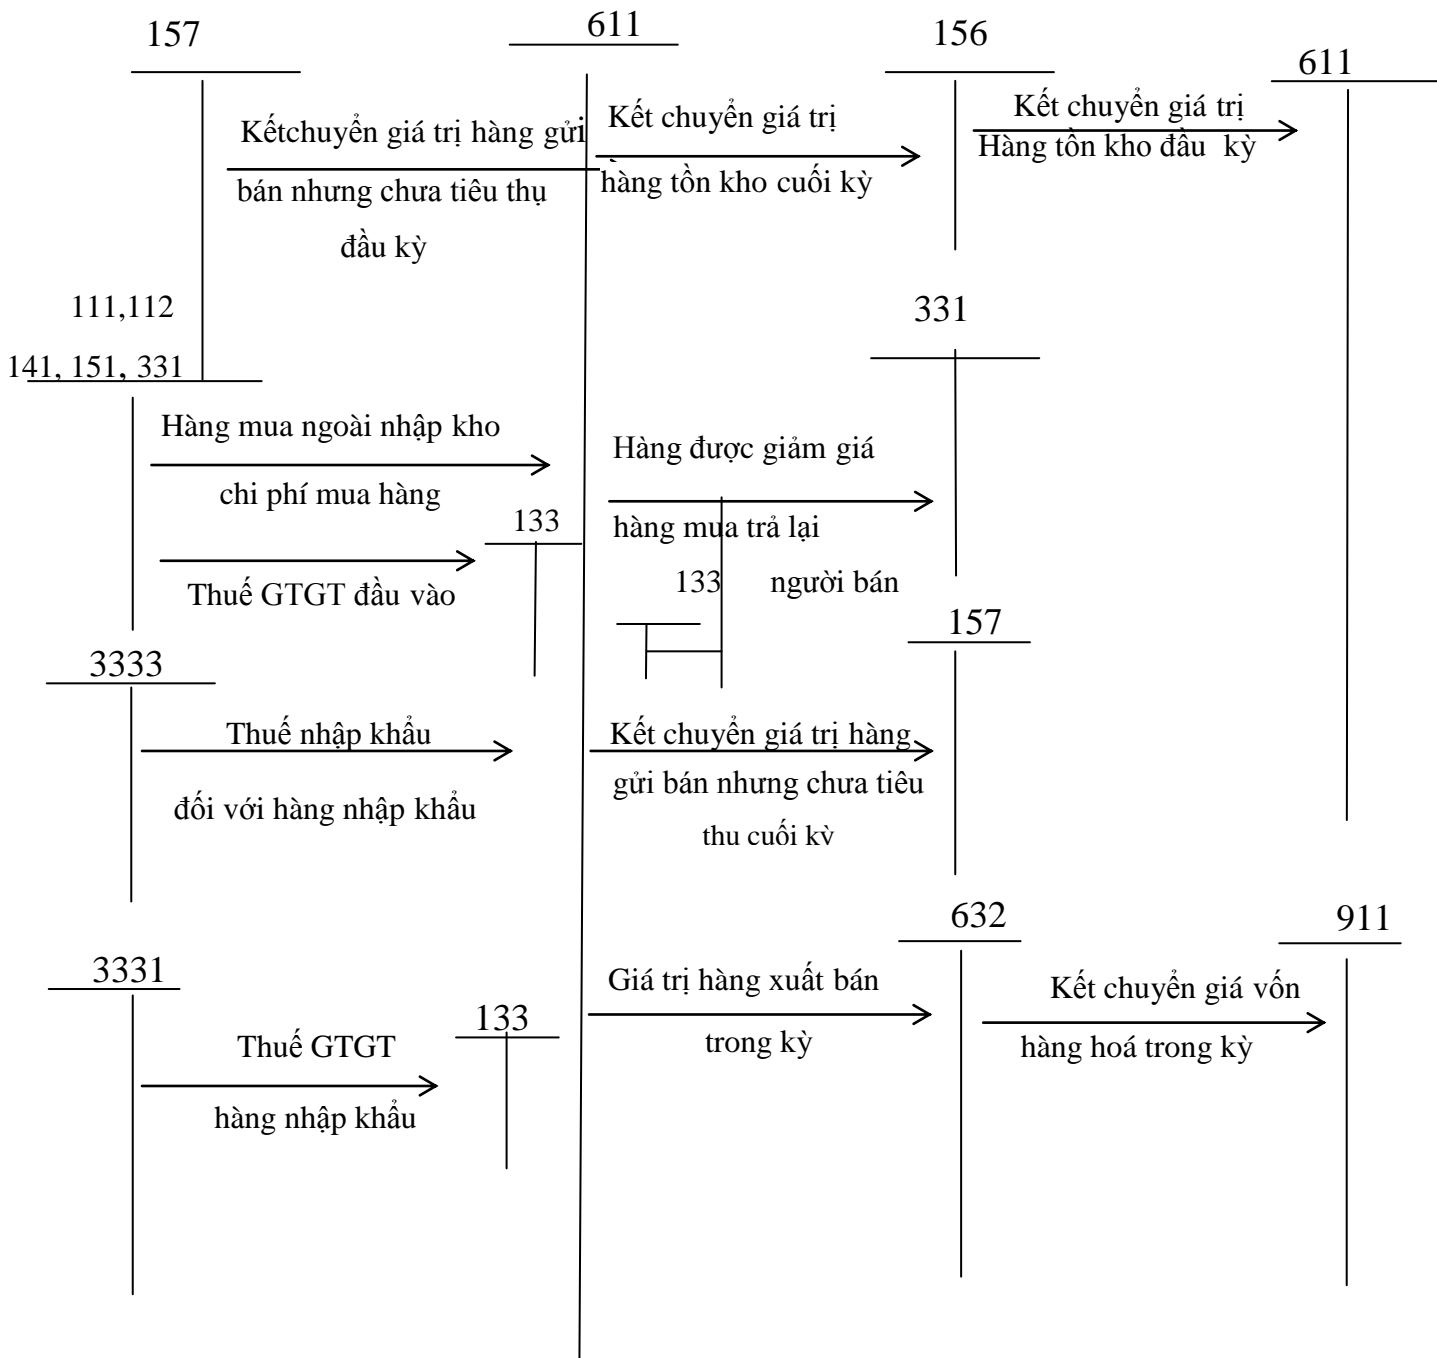 157
611
156
611
Kếtchuyển giá trị hàng gửi
bán nhưng chưa tiêu thụ
đầu kỳ
Kết chuyển giá trị
hàng tồn kho cuối kỳ
Kết chuyển giá trị
Hàng tồn kho đầu kỳ
111,112
141, 151, 331
331
Hàng mua ngoài nhập kho
chi phí mua hàng
Hàng được giảm giá
hàng mua trả lại
người bán
133
133
Thuế GTGT đầu vào
157
3333
Thuế nhập khẩu
đối với hàng nhập khẩu
Kết chuyển giá trị hàng
gửi bán nhưng chưa tiêu
thu cuối kv
632
911
3331
Giá trị hàng xuất bán
trong kỳ
Kết chuyển giá vốn
hàng hoá trong kỳ
133
Thuế GTGT
hàng nhập khẩu